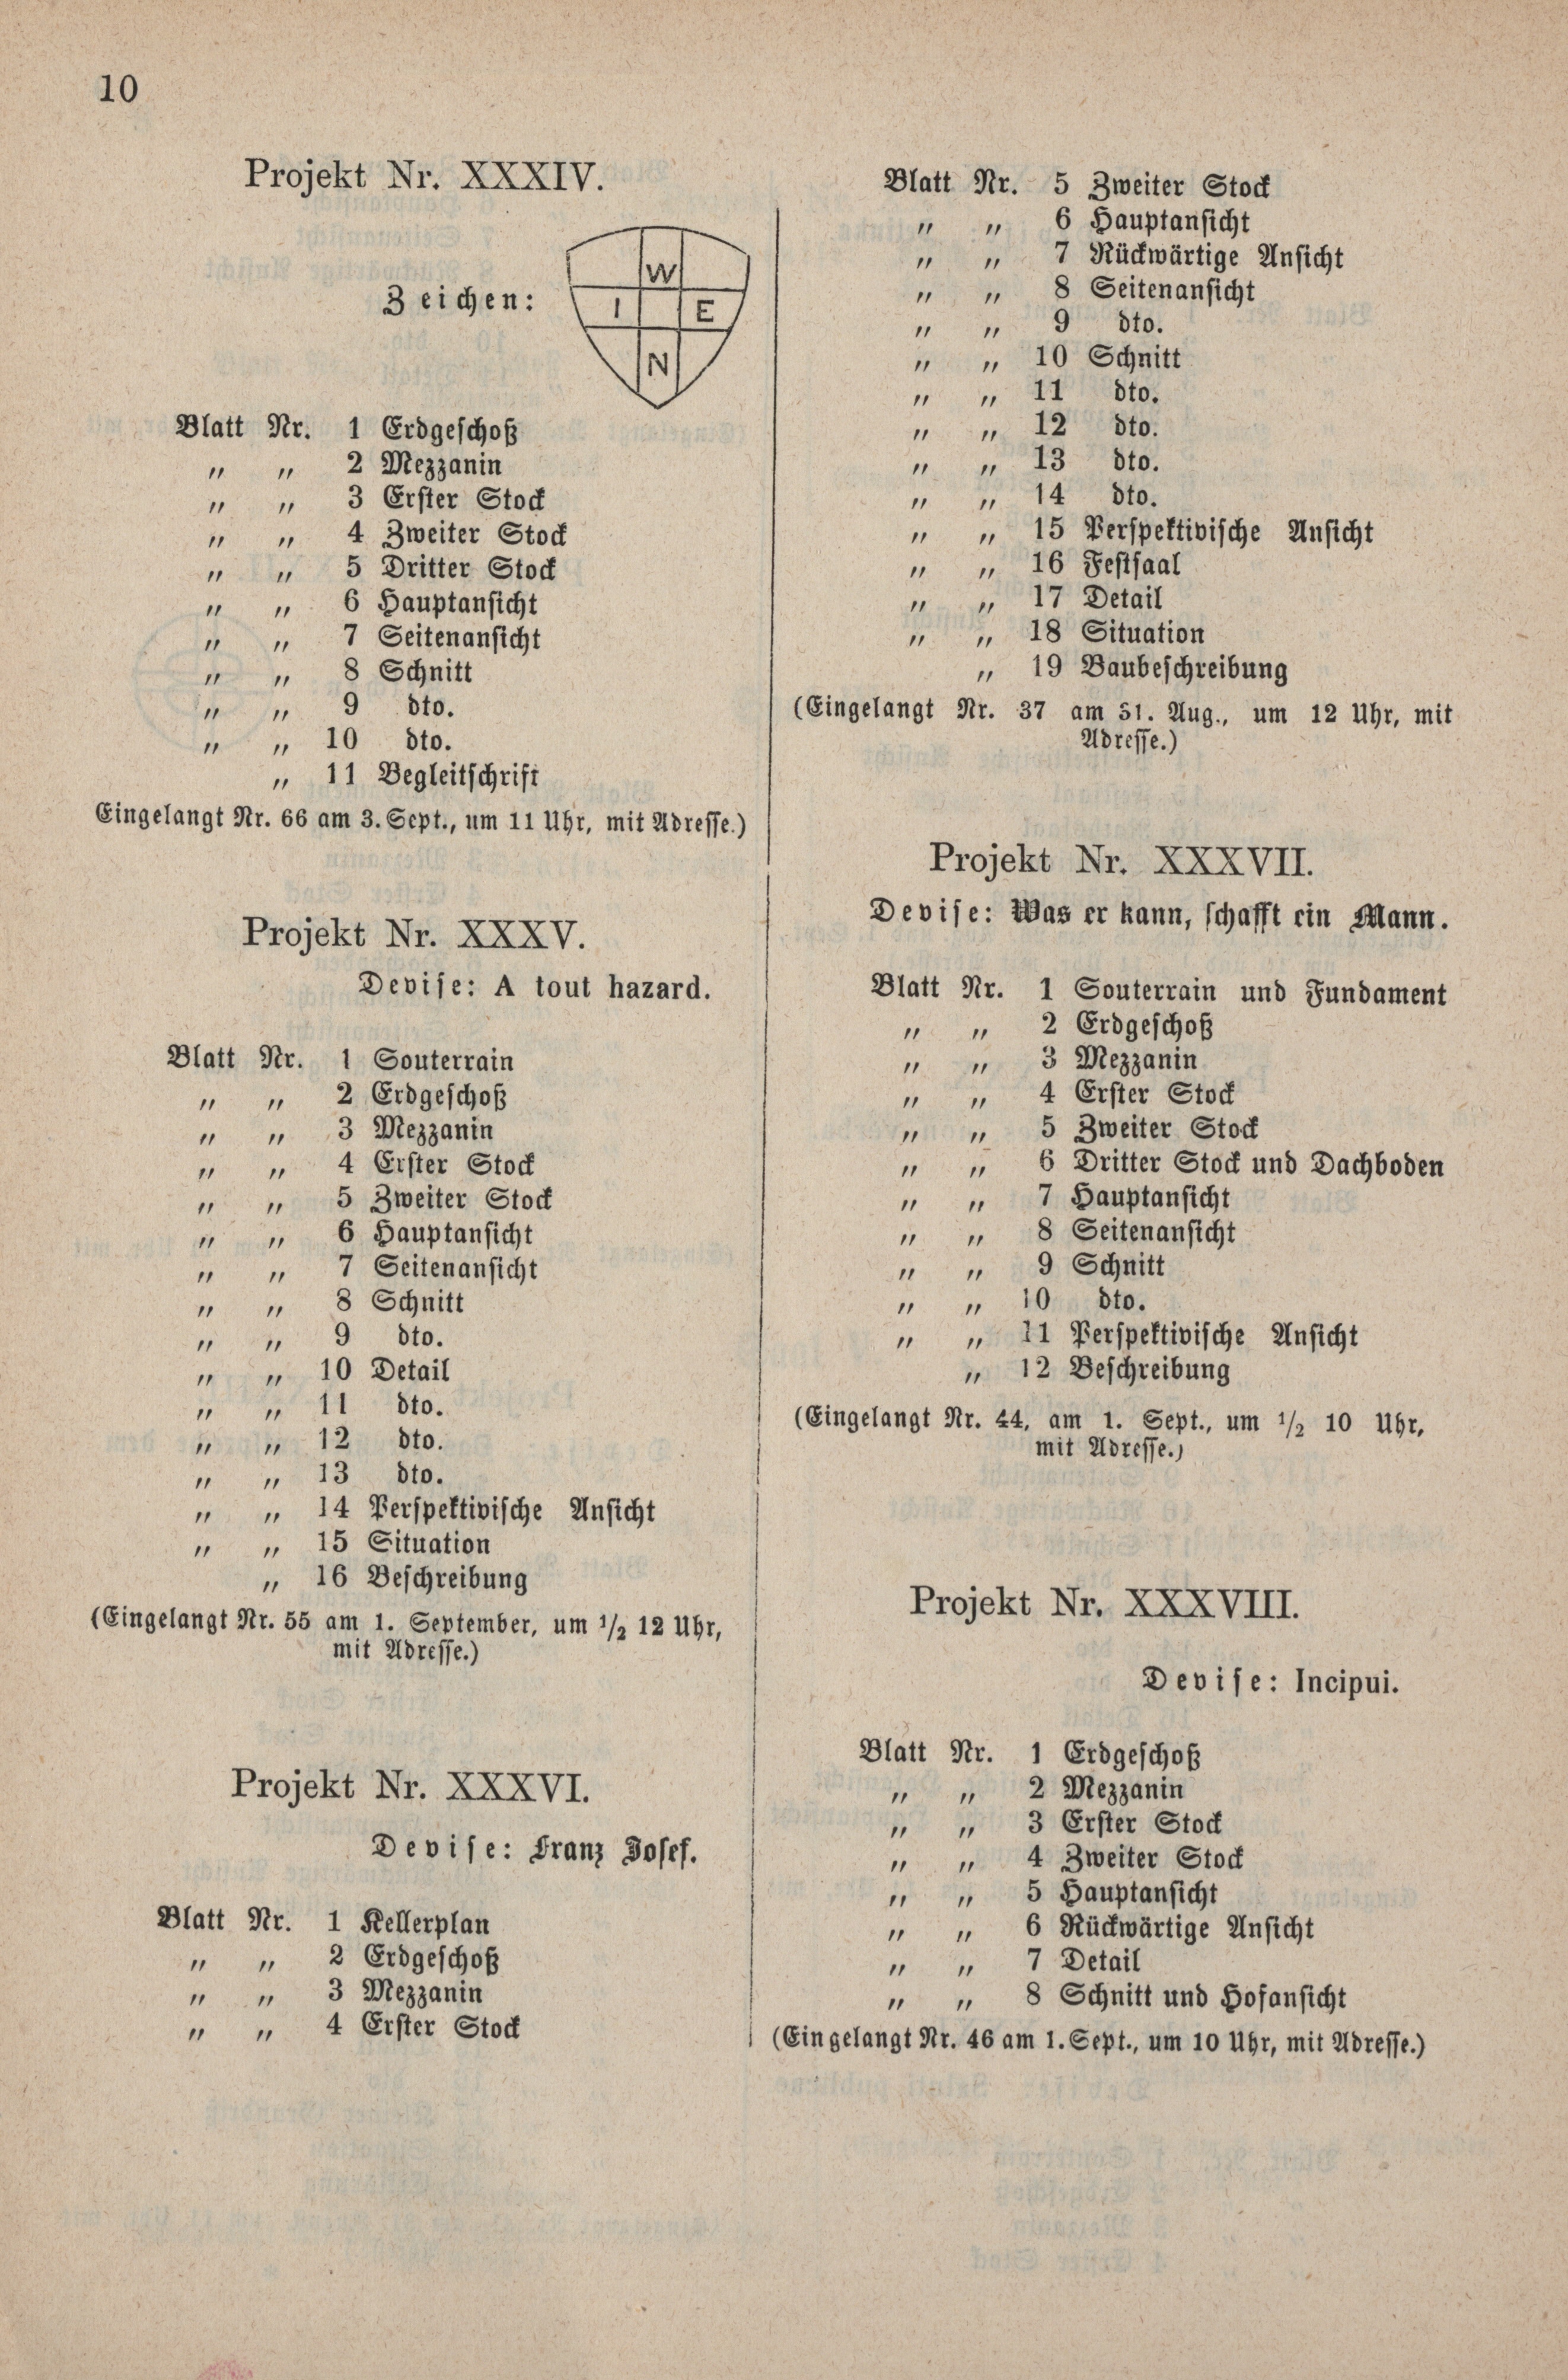 10
Projekt Nr. XXXIV.
Zeichen:
W
I E
N
Blatt Nr. 1 Erdgeschoß
„ „ 2 Mezzanin
„ „ 3 Erster Stock
„ „ 4 Zweiter Stock
„ „ 5 Dritter Stock
„ „ 6 Hauptansicht
„ „ 7 Seitenansicht
„ „ 8 Schnitt
„ „ 9 dto.
„ „ 10 dto.
„ 11 Begleitschrift
Eingelangt Nr. 66 am 3. Sept., um 11 Uhr, mit Adresse.)
Projekt Nr. XXXV.
Devise: A tout hazard.
Blatt Nr. 1 Souterrain
„ „ 2 Erdgeschoß
„ „ 3 Mezzanin
„ „ 4 Erster Stock
„ „ 5 Zweiter Stock
„ „ 6 Hauptansicht
„ „ 7 Seitenansicht
„ „ 8 Schnitt
„ „ 9 dto.
„ „ 10 Detail
„ „ 11 dto.
„ „ 12 dto.
„ „ 13 dto.
„ „ 14 Perspektivische Ansicht
„ „ 15 Situation
„ 16 Beschreibung
(Eingelangt Nr. 55 am 1. September, um 1/2 12 Uhr,
mit Adresse.)
Projekt Nr. XXXVI.
Devise: Franz Josef.
Blatt Nr. 1 Kellerplan
„ „ 2 Erdgeschoß
„ „ 3 Mezzanin
„ „ 4 Erster Stock
Blatt Nr. 5 Zweiter Stock
„ „ 6 Hauptansicht
„ „ 7 Rückwärtige Ansicht
„ „ 8 Seitenansicht
„ „ 9 dto.
„ „ 10 Schnitt
„ „ 11 dto.
„ „ 12 dto.
„ „ 13 dto.
„ „ 14 dto.
„ „ 15 Perspektivische Ansicht
„ „ 16 Festsaal
„ „ 17 Detail
„ „ 18 Situation
„ 19 Baubeschreibung
(Eingelangt Nr. 37 am 31. Aug., um 12 Uhr, mit
Adresse.)
Projekt Nr. XXXVII.
Devise: Was er kann, schafft ein Mann.
Blatt Nr. 1 Souterrain und Fundament
„ „ 2 Erdgeschoß
„ „ 3 Mezzanin
„ „ 4 Erster Stock
„ „ 5 Zweiter Stock
„ „ 6 Dritter Stock und Dachboden
„ „ 7 Hauptansicht
„ „ 8 Seitenansicht
„ „ 9 Schnitt
„ „ 10 dto.
„ „ 11 Perspektivische Ansicht
„ 12 Beschreibung
(Eingelangt Nr. 44, am 1. Sept., um 1/2 10 Uhr,
mit Adresse.)
Projekt Nr. XXXVIII.
Devise: Incipui.
Blatt Nr. 1 Erdgeschoß
„ „ 2 Mezzanin
„ „ 3 Erster Stock
„ „ 4 Zweiter Stock
„ „ 5 Hauptansicht
„ „ 6 Rückwärtige Ansicht
„ „ 7 Detail
„ „ 8 Schnitt und Hofansicht
(Eingelangt Nr. 46 am 1. Sept., um 10 Uhr, mit Adresse.)